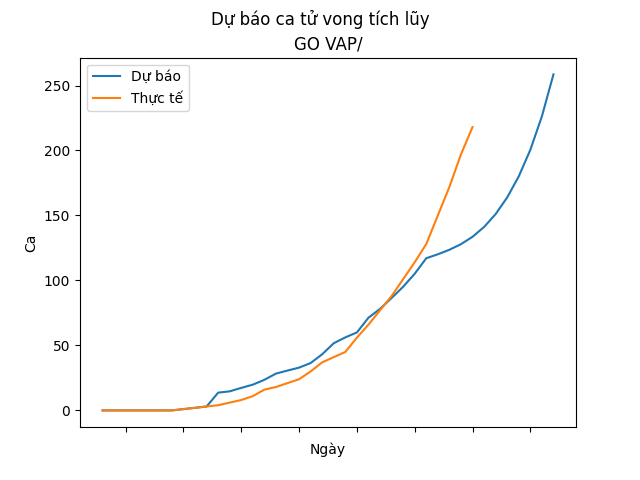 Dự báo ca tử vong tích lũy
GO VAP/
Dự báo
Thực tế
250
200
150
100
50
0
Ca
Ngày